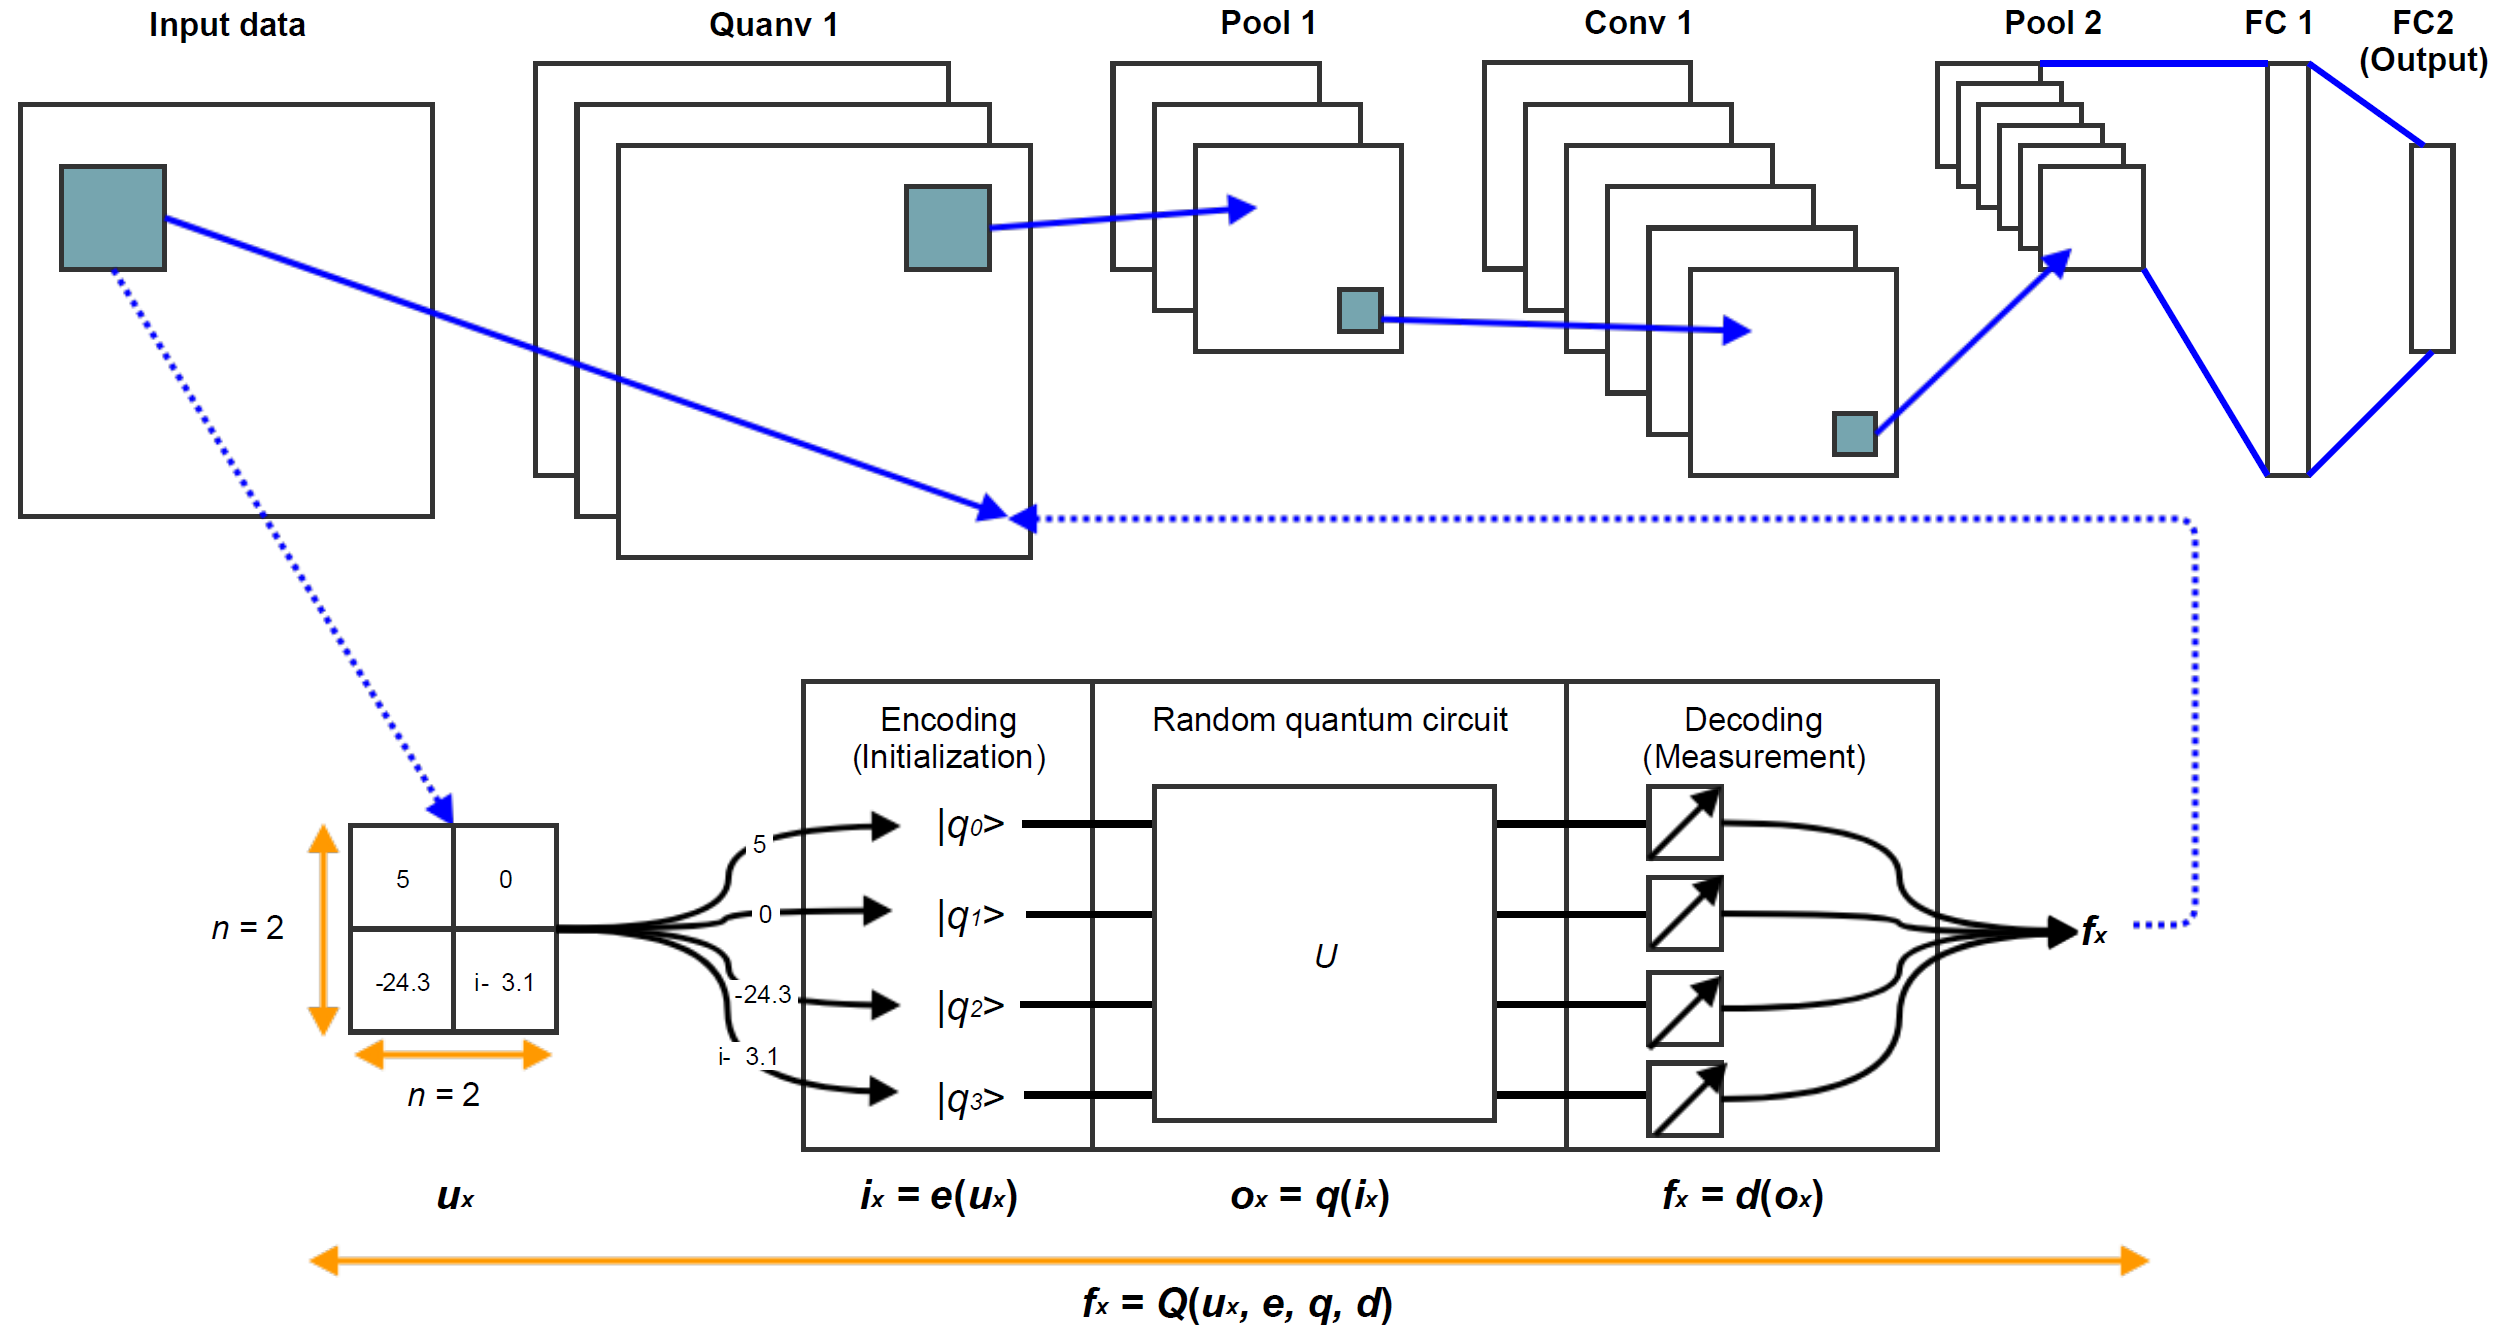 Input data
Quanv 1
Pool 1
Conv 1
Pool 2
FC 1
FC2
(Output)
Encoding
(Initialization)
Random quantum circuit
Decoding
(Measurement)
5
0
-24.3
i- 3.1
n = 2
n = 2
5
0
-24.3
i- 3.1
|q0>
|q1>
|q2>
|q3>
U
fx
ux
ix = e(ux)
ox = q(ix)
fx = d(ox)
fx = Q(ux, e, q, d)